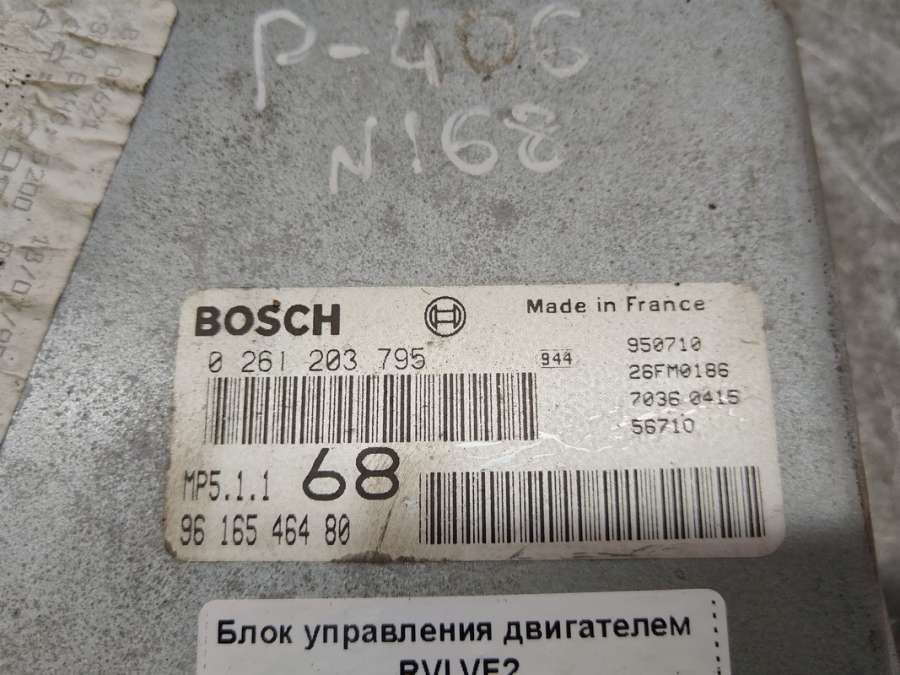 P-406
N168
BOSCH
Made in France
0 261 203 795
944
950710
26FM0186
7036 0415
56710
MP5.1.1
68
96 165 464 80
Блок управления двигателем